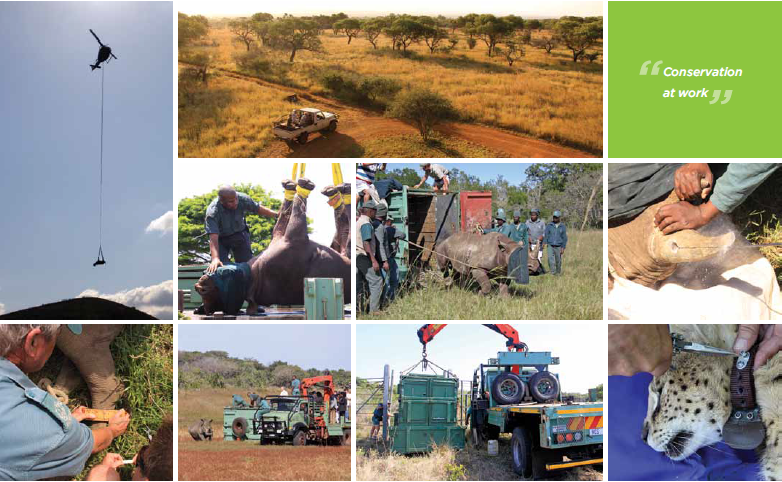 “Conservation
at work”